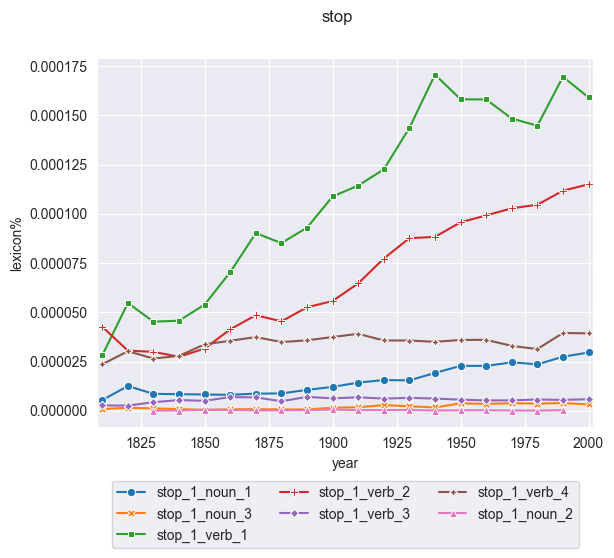 stop
0.000175
0.000150
0.000125
0.000100
0.000075
0.000050
0.000025
0.000000
lexicon%
1825 1850 1875 1900 1925 1950 1975 2000
year
stop_1_noun_1 stop_1_verb_2 stop_1_verb_4
stop_1_noun_3 stop_1_verb_3 stop_1_noun_2
stop_1_verb_1